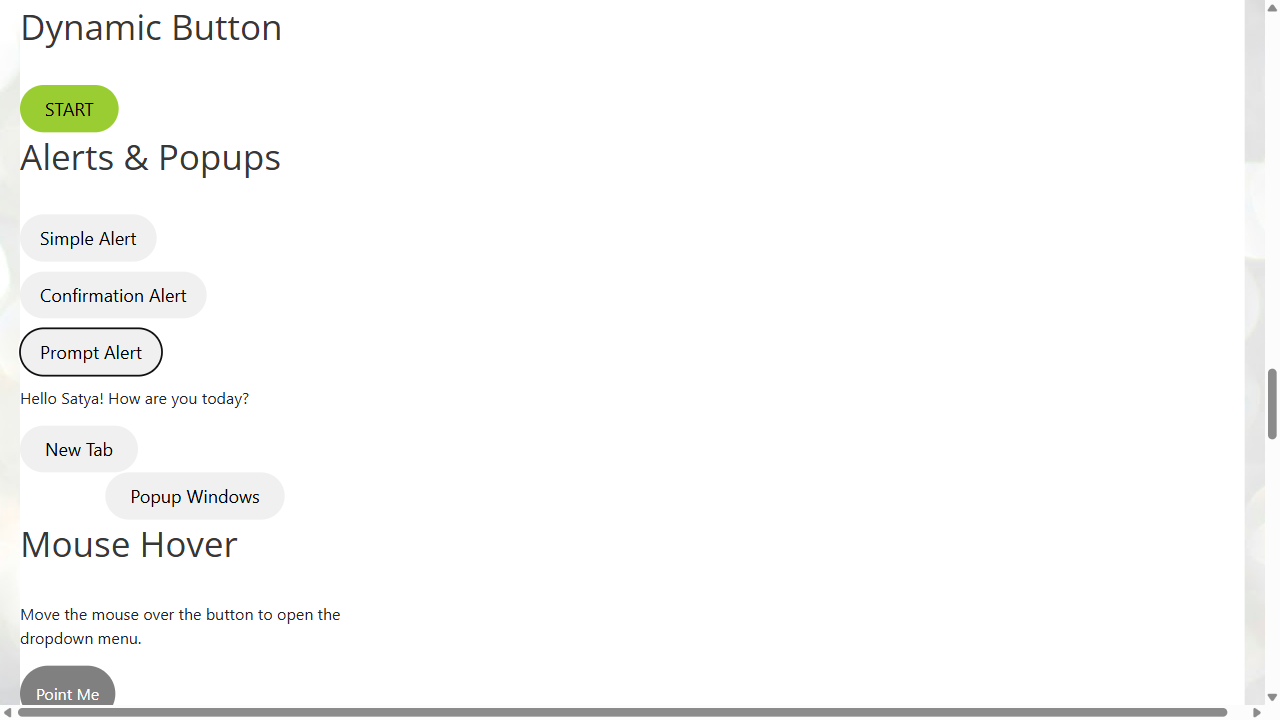 Dynamic Button
START
Alerts & Popups
Simple Alert
Confirmation Alert
Prompt Alert
Hello Satya! How are you today?
New Tab
Popup Windows
Mouse Hover
Move the mouse over the button to open the
dropdown menu.
Point Me